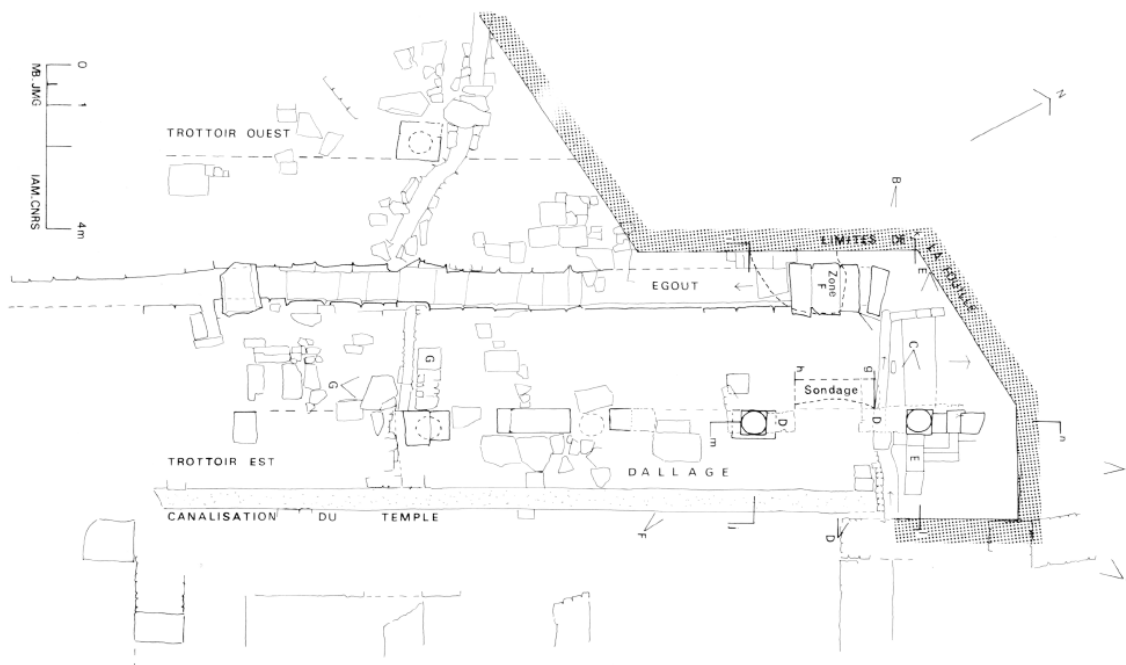 0
1
4m
MB.JMG
IAM.CNRS
N
TROTTOIR OUEST
B
LIMITES DE LA FOUILLE
E
EGOUT
Zone F
C
G
G
h
g
Sondage
D
D
m
n
E
TROTTOIR EST
DALLAGE
CANALISATION DU TEMPLE
F
D